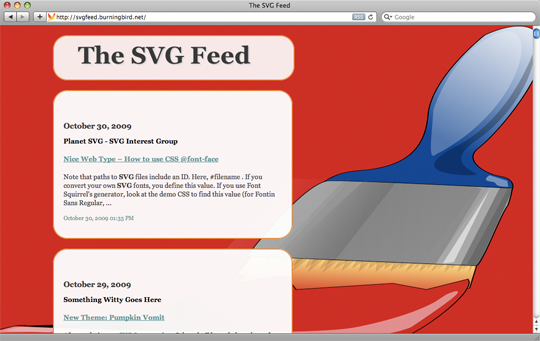 The SVG Feed
http://svgfeed.burningbird.net/
RSS
Google
The SVG Feed
October 30, 2009
Planet SVG - SVG Interest Group
Nice Web Type – How to use CSS @font-face
Note that paths to SVG files include an ID. Here, #filename . If you
convert your own SVG fonts, you define this value. If you use Font
Squirrel's generator, look at the demo CSS to find this value (for Fontin
Sans Regular, ...
October 30, 2009 01:33 PM
October 29, 2009
Something Witty Goes Here
New Theme: Pumpkin Vomit